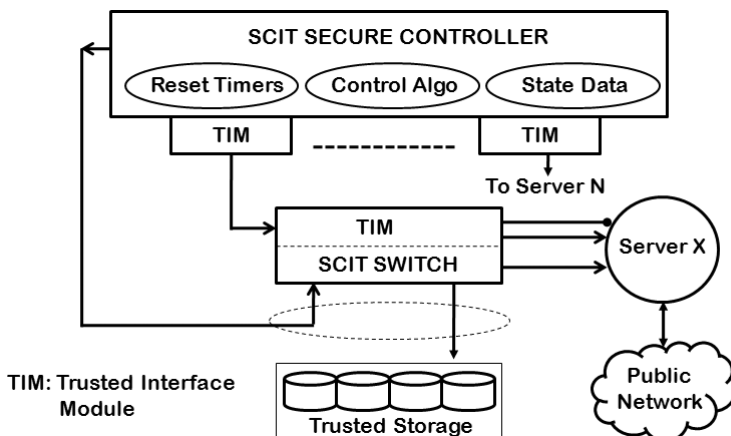 SCIT SECURE CONTROLLER
Reset Timers
Control Algo
State Data
TIM
TIM
To Server N
TIM
SCIT SWITCH
Server X
TIM: Trusted Interface
Module
Trusted Storage
Public
Network